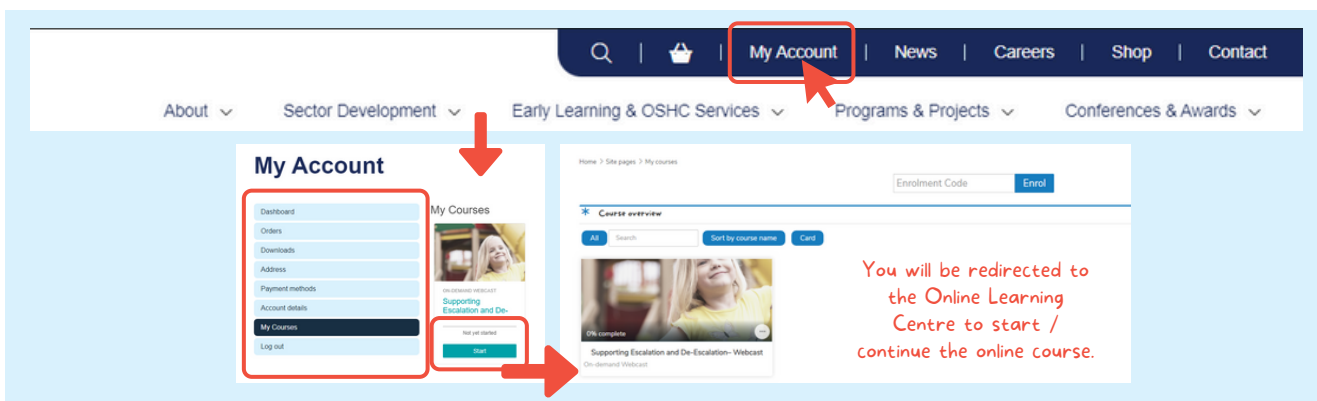 My Account | News | Careers | Shop | Contact
About Sector Development Early Learning & OSHC Services Programs & Projects Conferences & Awards
My Account
Dashboard
Orders
Downloads
Address
Payment methods
Account details
My Courses
Log out
My Courses
ON-DEMAND WEBCAST
Supporting
Escalation and De-
Not yet started
Start
Home > Site pages > My courses
Enrolment Code Enrol
Course overview
All Search Sort by course name Card
0% complete
Supporting Escalation and De-Escalation– Webcast
On-demand Webcast
You will be redirected to
the Online Learning
Centre to start /
continue the online course.